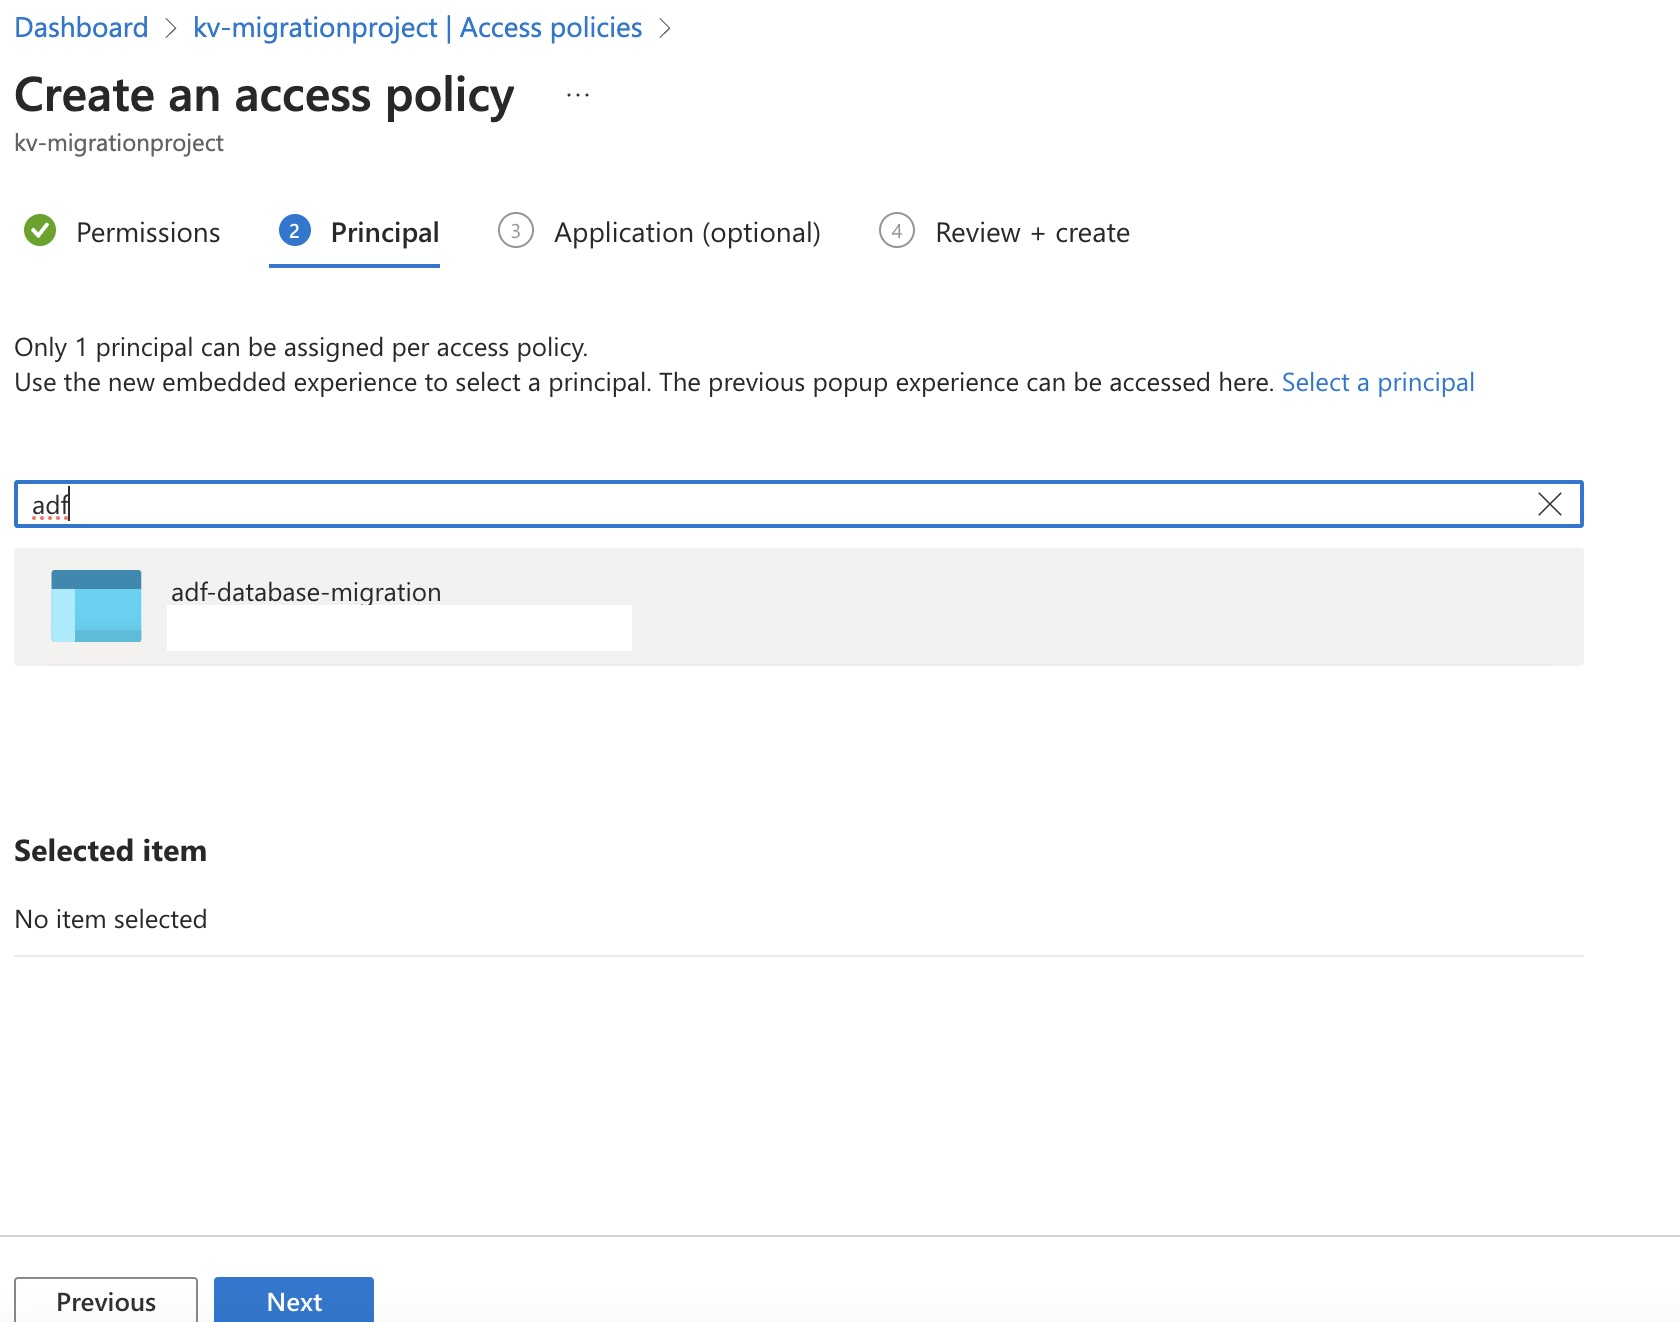 Dashboard > kv-migrationproject | Access policies >
Create an access policy ...
kv-migrationproject
Permissions
2 Principal
3 Application (optional)
4 Review + create
Only 1 principal can be assigned per access policy.
Use the new embedded experience to select a principal. The previous popup experience can be accessed here. Select a principal
adf
adf-database-migration
Selected item
No item selected
Previous
Next